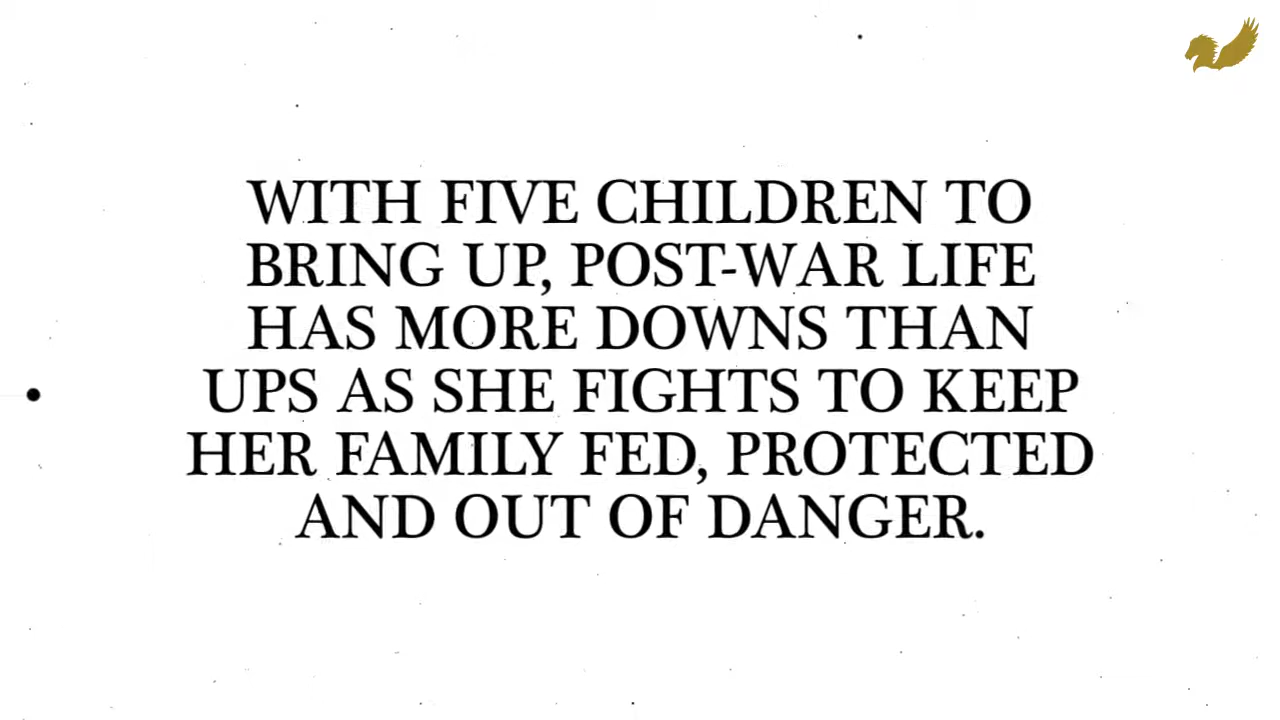 WITH FIVE CHILDREN TO
BRING UP, POST-WAR LIFE
HAS MORE DOWNS THAN
UPS AS SHE FIGHTS TO KEEP
HER FAMILY FED, PROTECTED
AND OUT OF DANGER.